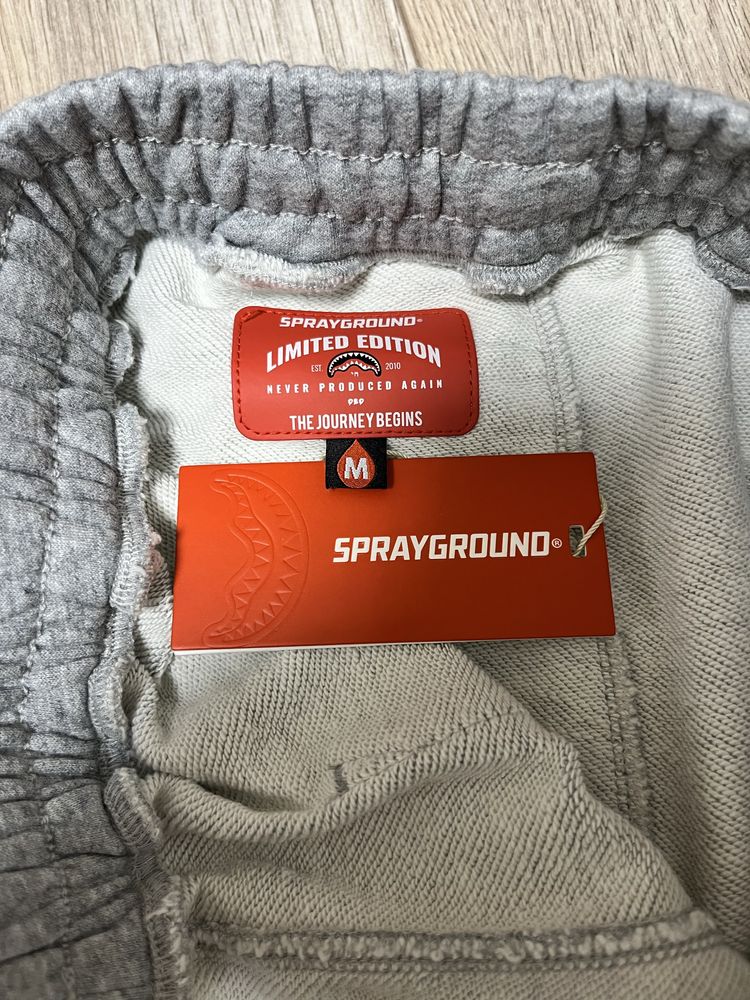 SPRAYGROUND®
LIMITED EDITION
EST 2010
NEVER PRODUCED AGAIN
THE JOURNEY BEGINS
M
SPRAYGROUND®